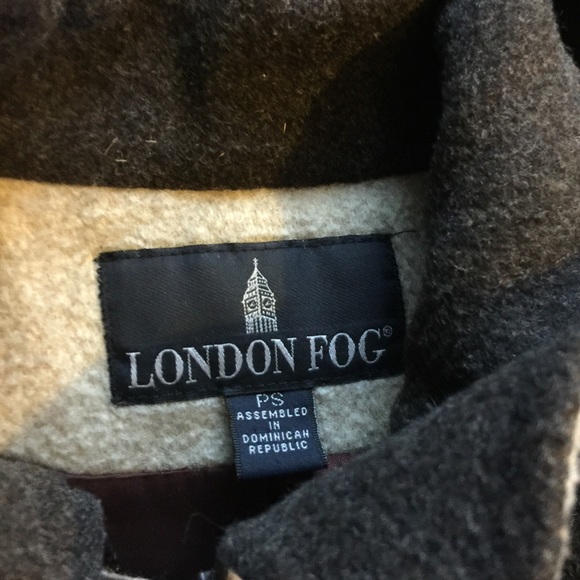 LONDON FOG®
PS
ASSEMBLED
IN
DOMINICAN
REPUBLIC